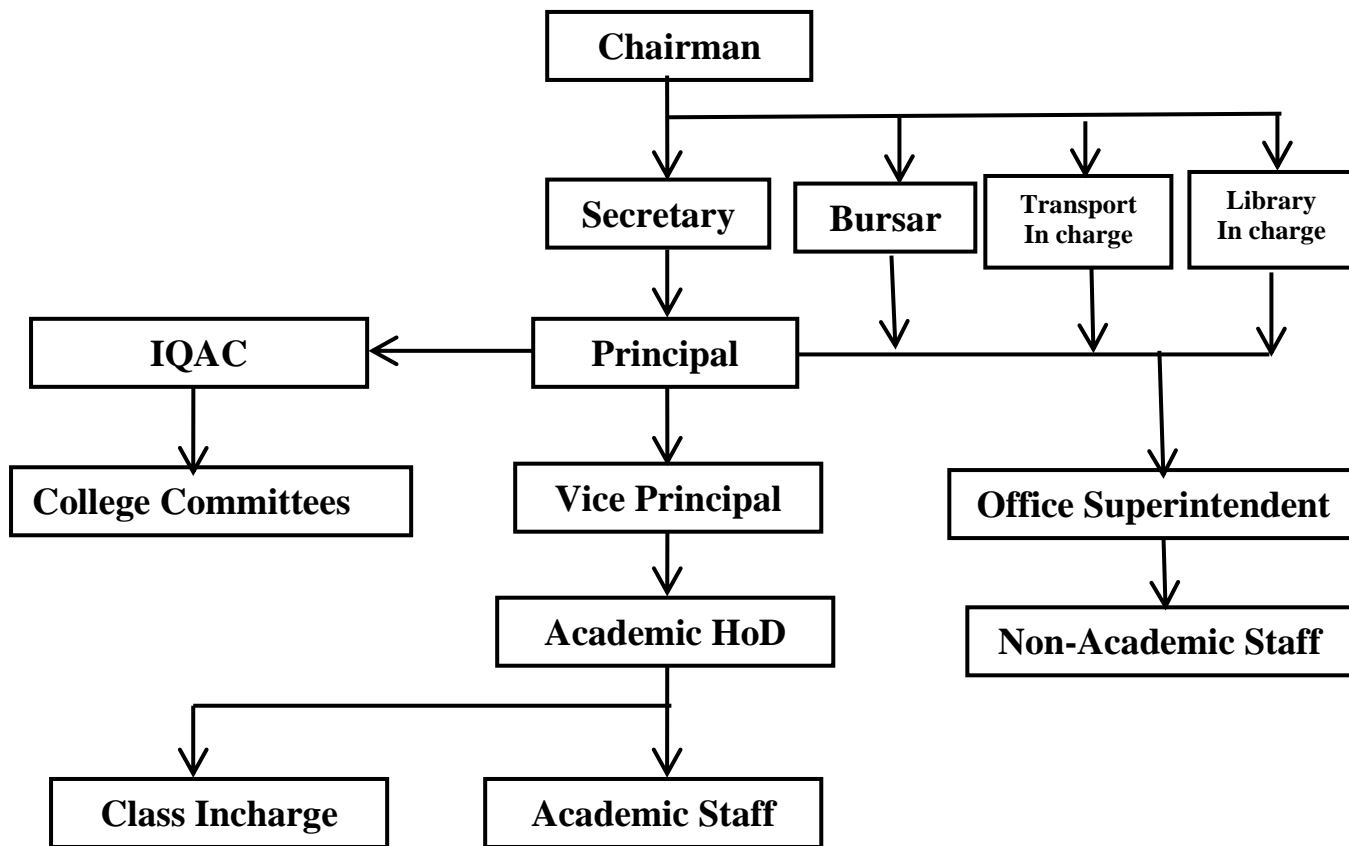 Chairman
Secretary
Bursar
Transport
In charge
Library
In charge
IQAC
Principal
College Committees
Vice Principal
Office Superintendent
Academic HoD
Non-Academic Staff
Class Incharge
Academic Staff